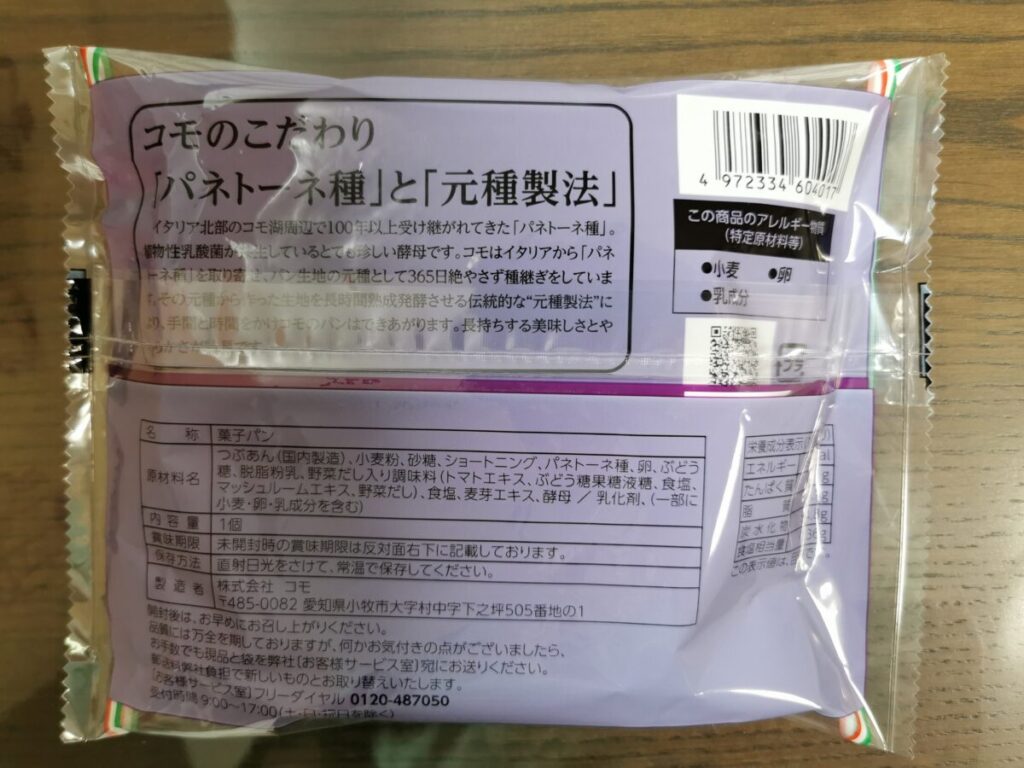 コモのこだわり
「パネトーネ種」と「元種製法」
イタリア北部のコモ湖周辺で100年以上受け継がれてきた「パネトーネ種」。
植物性乳酸菌が 生しているとても珍しい酵母です。コモはイタリアから「パネ
トーネ種」を取り寄せ、パン生地の元種として365日絶やさず種継ぎをしていま
す。その元種から作った生地を長時間熟成発酵させる伝統的な“元種製法”に
より、手間と時間をかけコモのパンはできあがります。長持ちする美味しさとや
です。
4 972334 604017
この商品のアレルギー物質
(特定原材料等)
●小麦 ●卵
●乳成分
プラ
名称 菓子パン
原材料名 つぶあん(国内製造)、小麦粉、砂糖、ショートニング、パネトーネ種、卵、ぶどう
糖、脱脂粉乳、野菜だし入り調味料(トマトエキス、ぶどう糖果糖液糖、食塩、
マッシュルームエキス、野菜だし)、食塩、麦芽エキス、酵母 / 乳化剤、(一部に
小麦・卵・乳成分を含む)
内容量 1個
賞味期限 未開封時の賞味期限は反対面右下に記載しております。
保存方法 直射日光をさけて、常温で保存してください。
製造者 株式会社 コモ
〒485-0082 愛知県小牧市大字村中字下之坪505番地の1
開封後は、お早めにお召し上がりください。
品質には万全を期しておりますが、何かお気付きの点がございましたら、
お手数でも現品と袋を弊社〔お客様サービス室〕宛にお送りください。
郵送料弊社負担で新しいものとお取り替えいたします。
〔お客様サービス室〕フリーダイヤル 0120-487050
受付時間 9:00〜17:00(土・日・祝日を除く)
栄養成分表示
エネルギー
たんぱく質
脂質
炭水化物
食塩相当量
この表示値は、